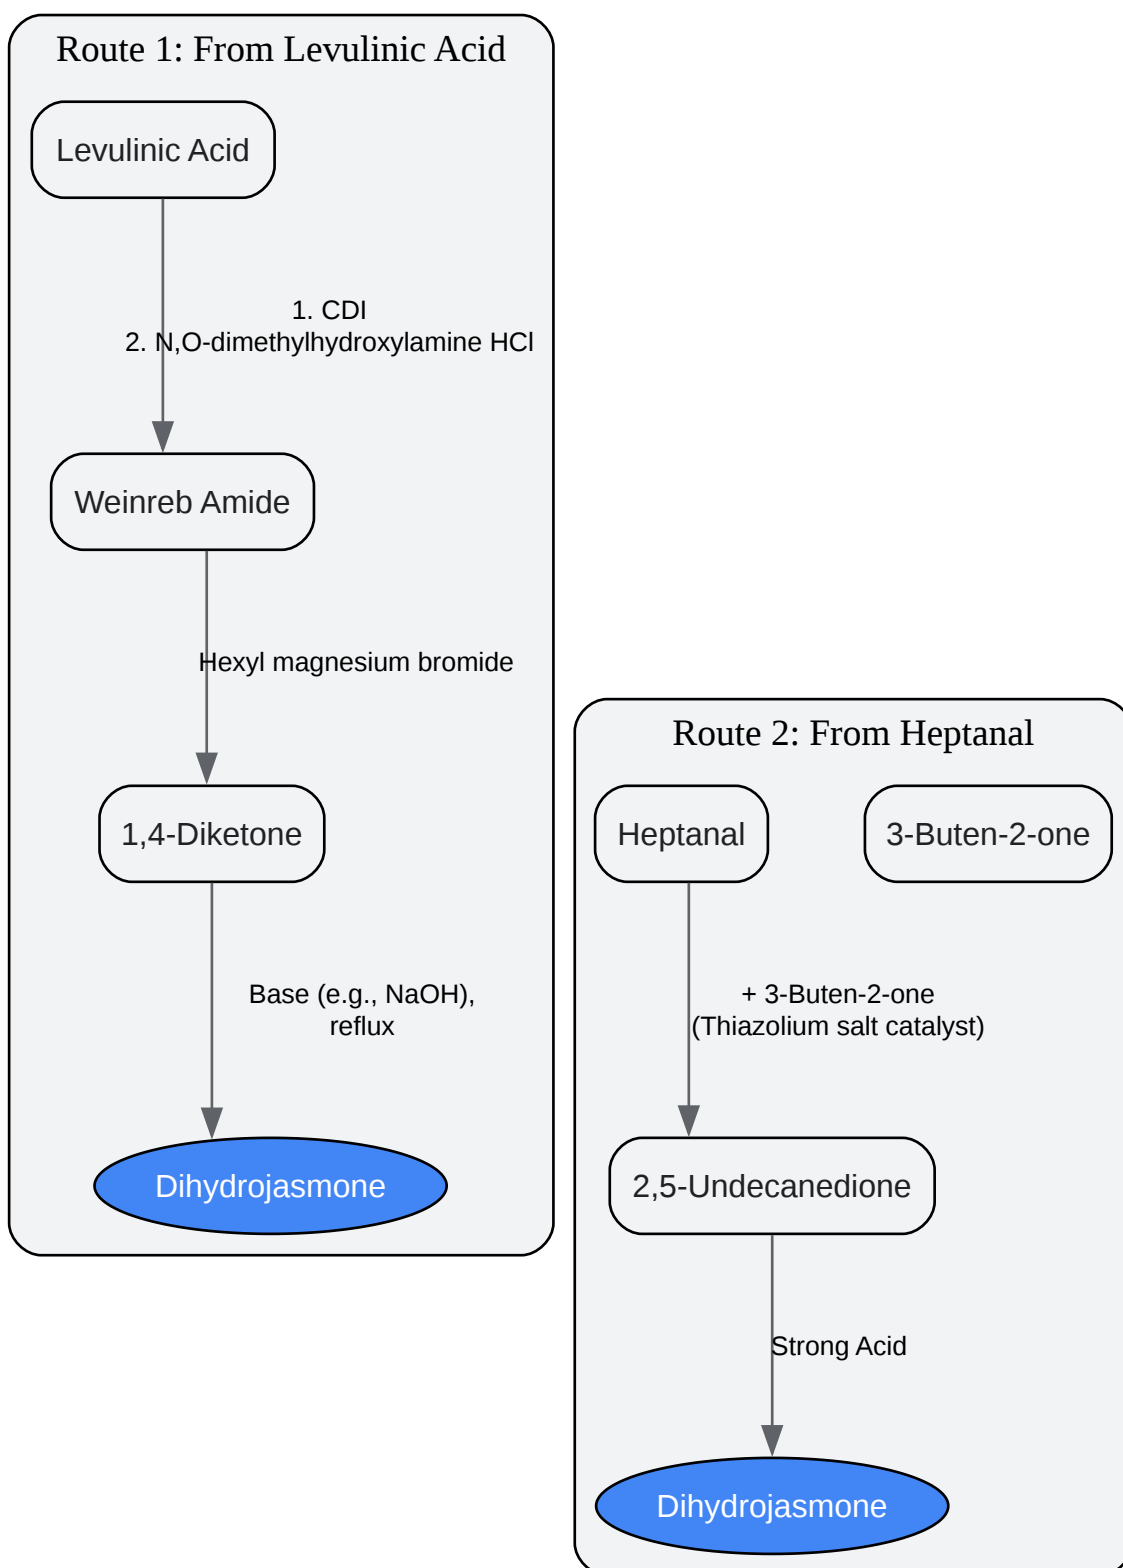 Route 1: From Levulinic Acid
Levulinic Acid
1. CDI
2. N,O-dimethylhydroxylamine HCl
Weinreb Amide
Hexyl magnesium bromide
1,4-Diketone
Base (e.g., NaOH),
reflux
Dihydrojasmone
Route 2: From Heptanal
Heptanal
3-Buten-2-one
+ 3-Buten-2-one
(Thiazolium salt catalyst)
2,5-Undecanedione
Strong Acid
Dihydrojasmone